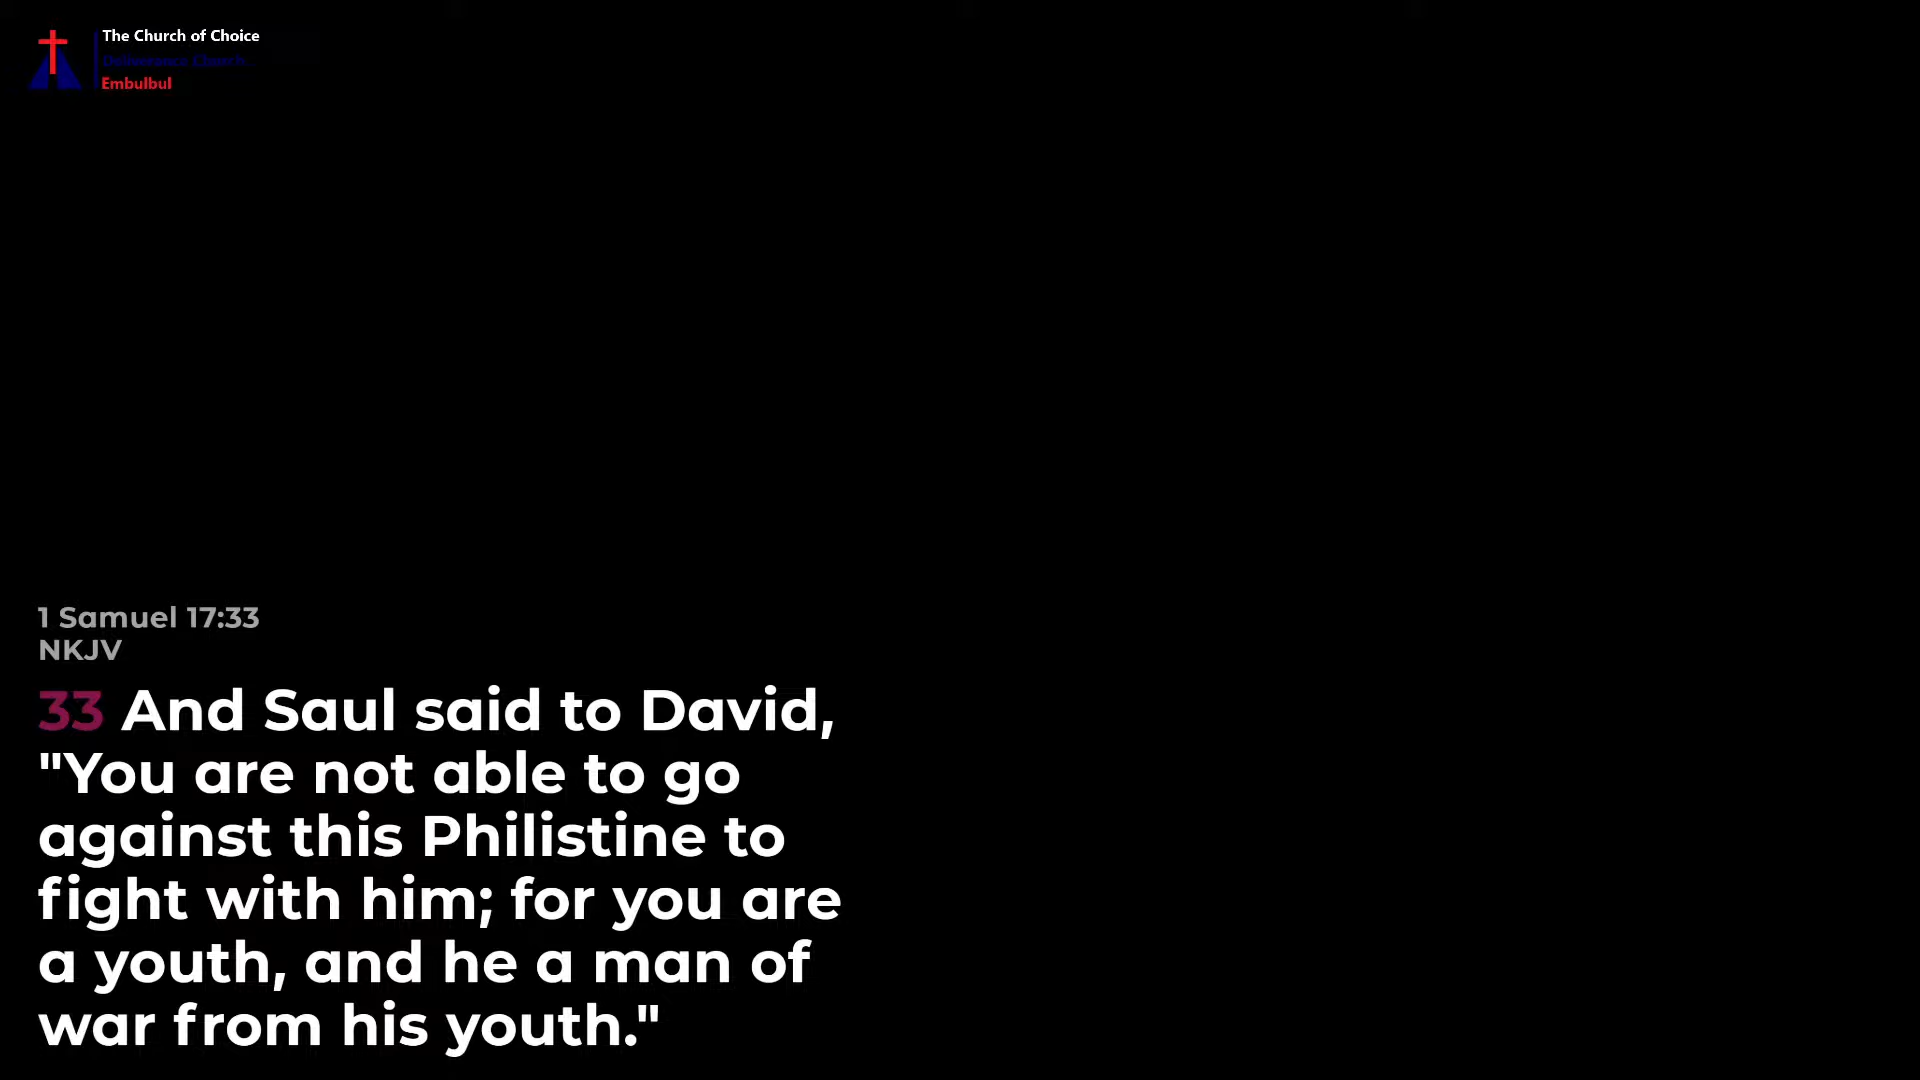 The Church of Choice
Deliverance Church
Embulbul
1 Samuel 17:33
NKJV
33 And Saul said to David,
"You are not able to go
against this Philistine to
fight with him; for you are
a youth, and he a man of
war from his youth."